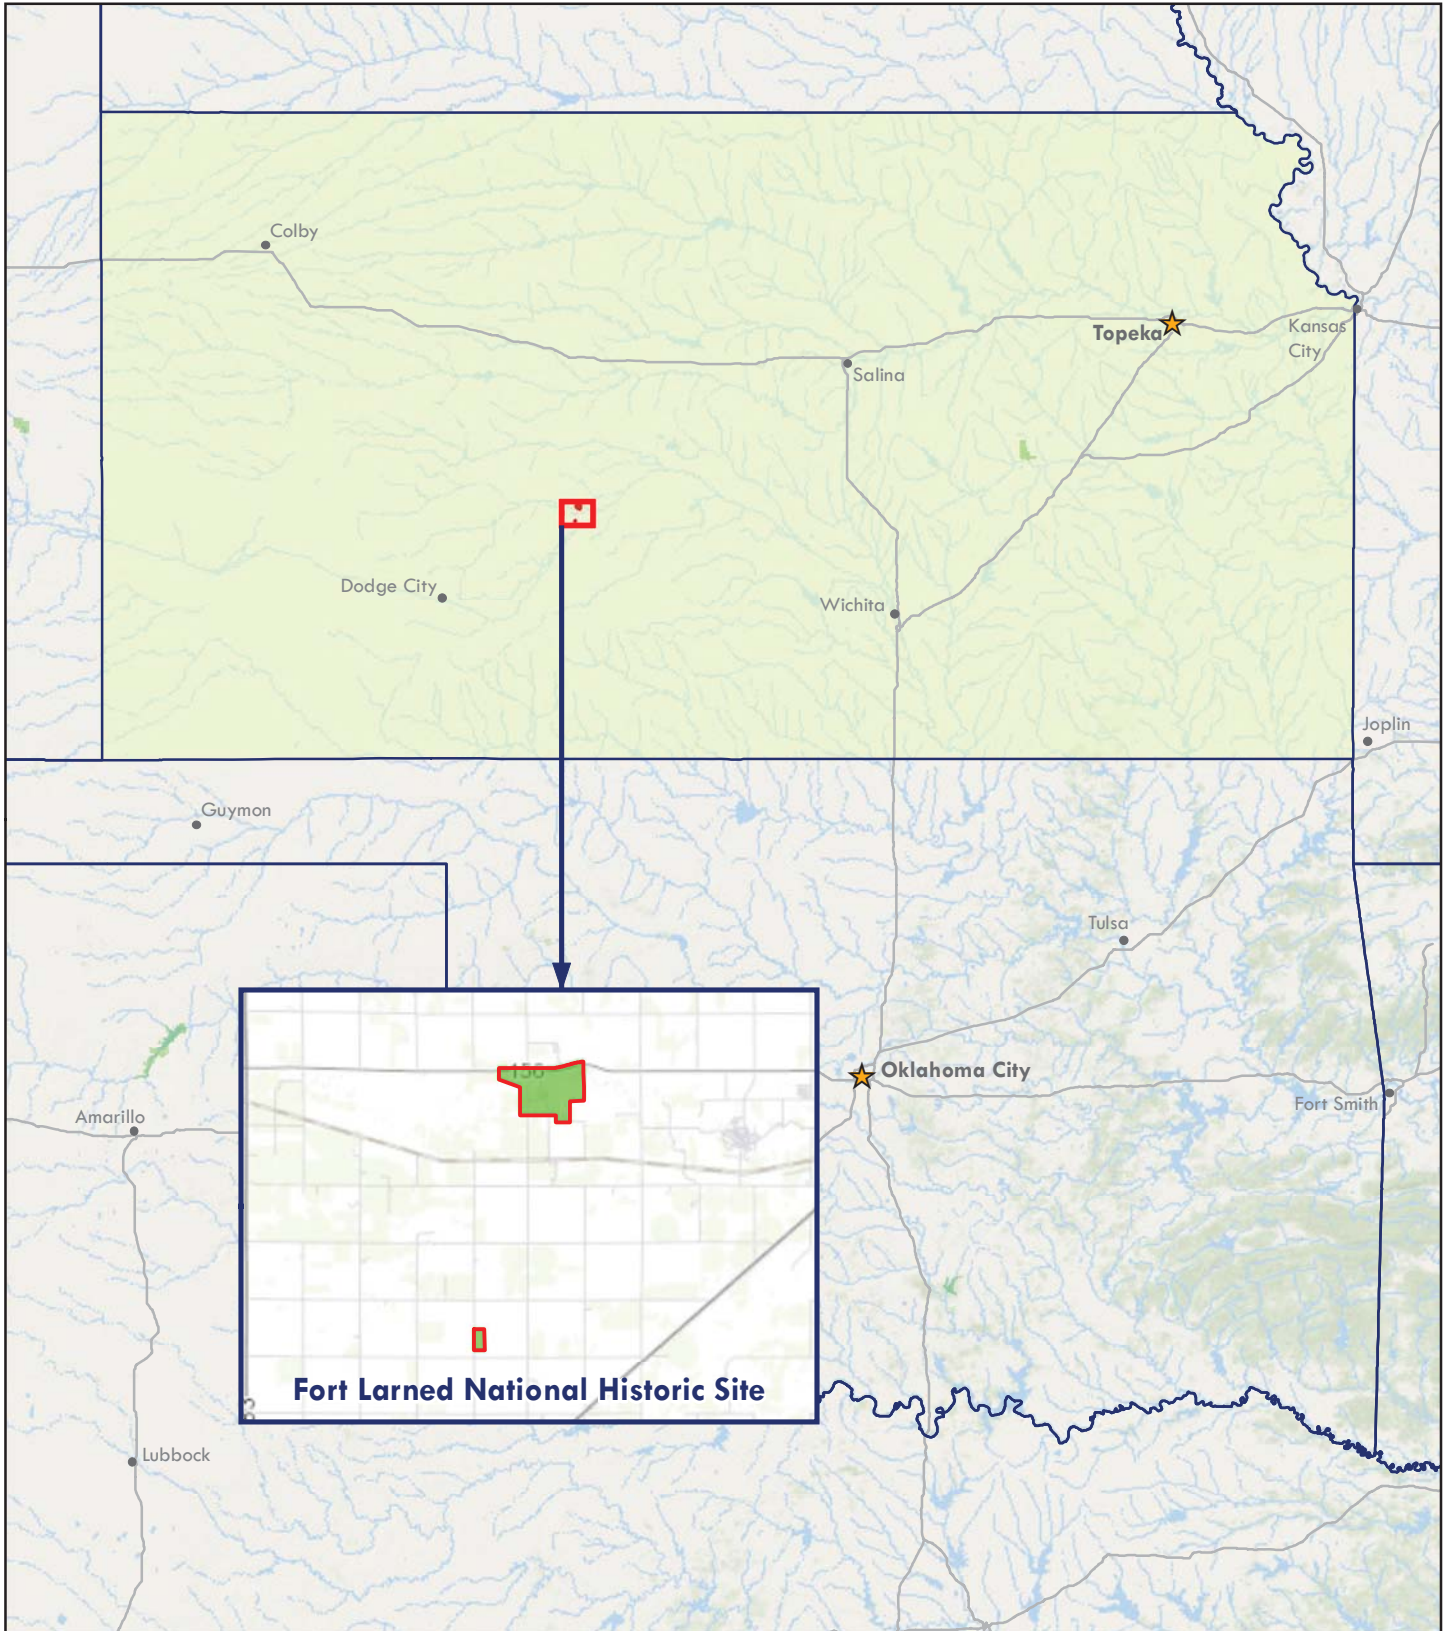 Colby
Topeka
Kansas
City
Salina
Dodge City
Wichita
Joplin
Guymon
Tulsa
156
Oklahoma City
Fort Smith
Amarillo
Fort Larned National Historic Site
Lubbock